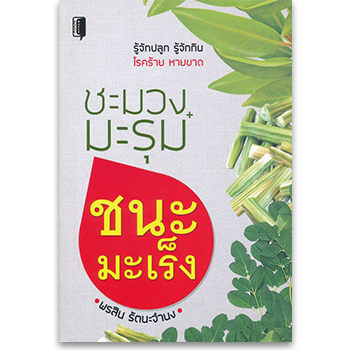 รู้จักปลูก รู้จักกิน
โรคร้าย หายขาด
ชะมวง+
มะรุม
ชนะ
มะเร็ง
พรสิน รัตนะจำนง